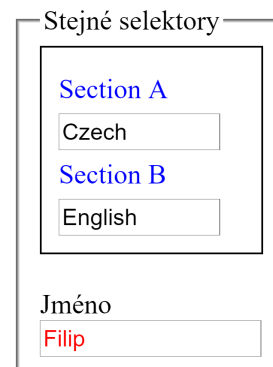 Stejné selektory
Section A
Czech
Section B
English
Jméno
Filip